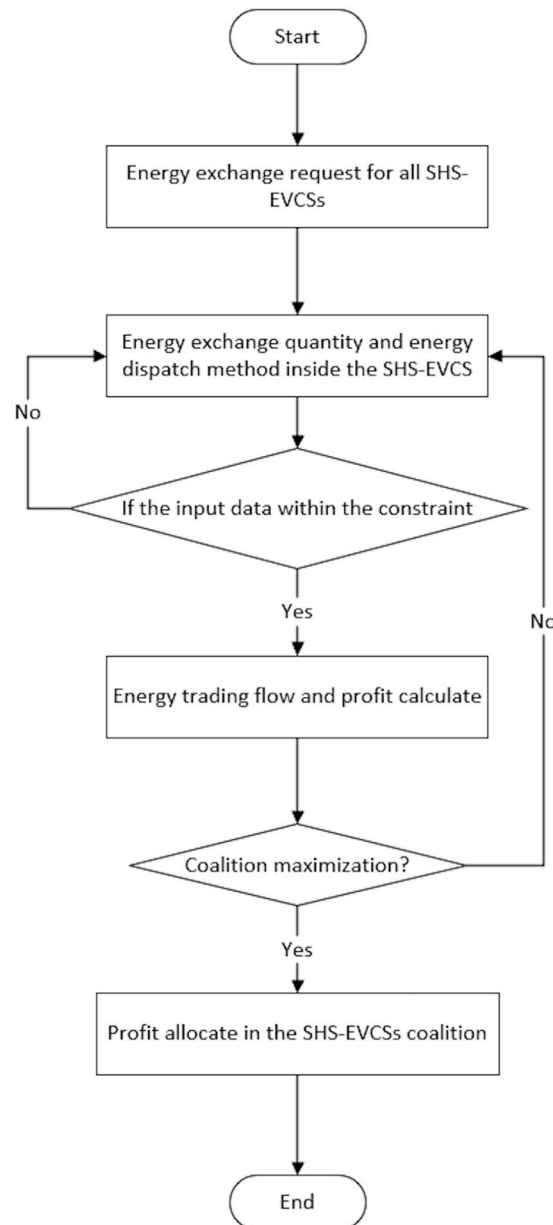 Start
Energy exchange request for all SHS-
EVCSs
Energy exchange quantity and energy
dispatch method inside the SHS-EVCS
No
If the input data within the constraint
Yes
No
Energy trading flow and profit calculate
Coalition maximization?
Yes
Profit allocate in the SHS-EVCSs coalition
End